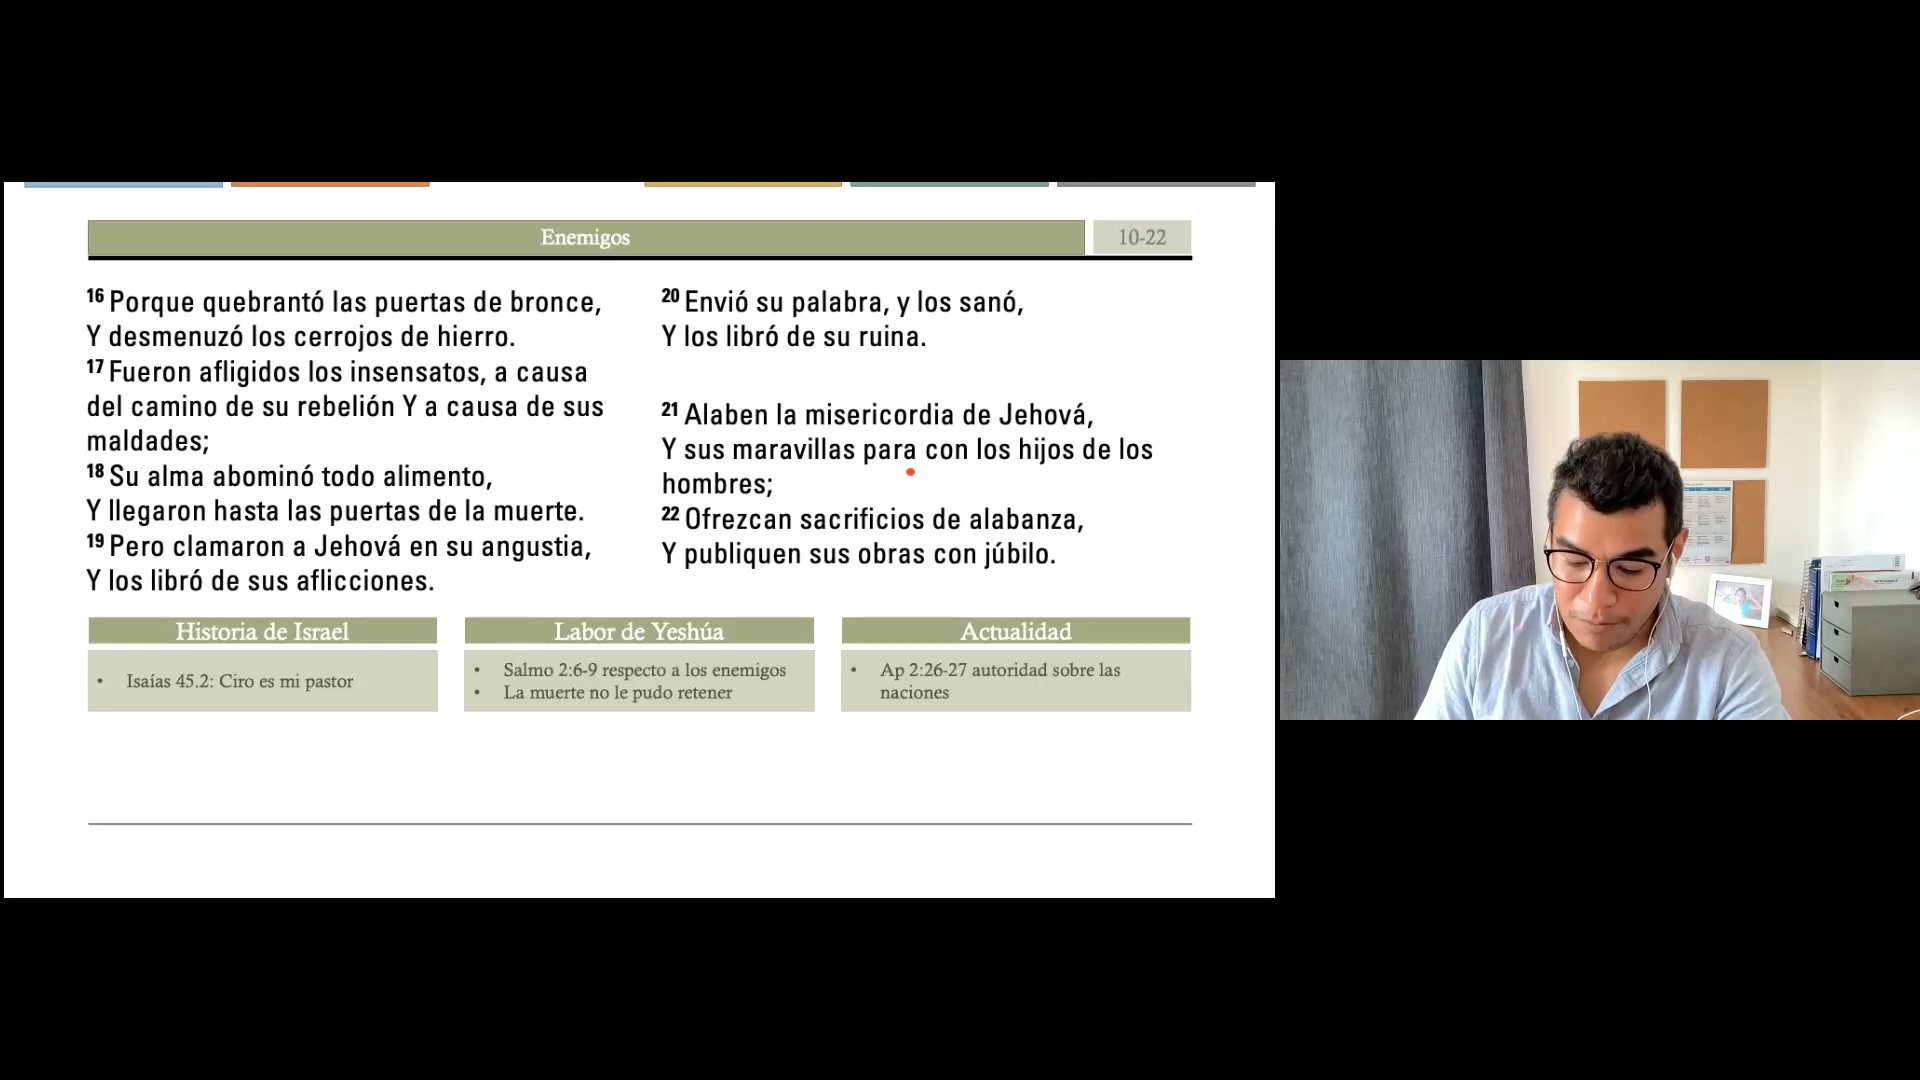 Enemigos
10-22
16 Porque quebrantó las puertas de bronce,
Y desmenuzó los cerrojos de hierro.
17 Fueron afligidos los insensatos, a causa
del camino de su rebelión Y a causa de sus
maldades;
18 Su alma abominó todo alimento,
Y llegaron hasta las puertas de la muerte.
19 Pero clamaron a Jehová en su angustia,
Y los libró de sus aflicciones.
20 Envió su palabra, y los sanó,
Y los libró de su ruina.
21 Alaben la misericordia de Jehová,
Y sus maravillas para con los hijos de los
hombres;
22 Ofrezcan sacrificios de alabanza,
Y publiquen sus obras con júbilo.
Historia de Israel
• Isaías 45.2: Ciro es mi pastor
Labor de Yeshúa
• Salmo 2:6-9 respecto a los enemigos
• La muerte no le pudo retener
Actualidad
• Ap 2:26-27 autoridad sobre las
naciones